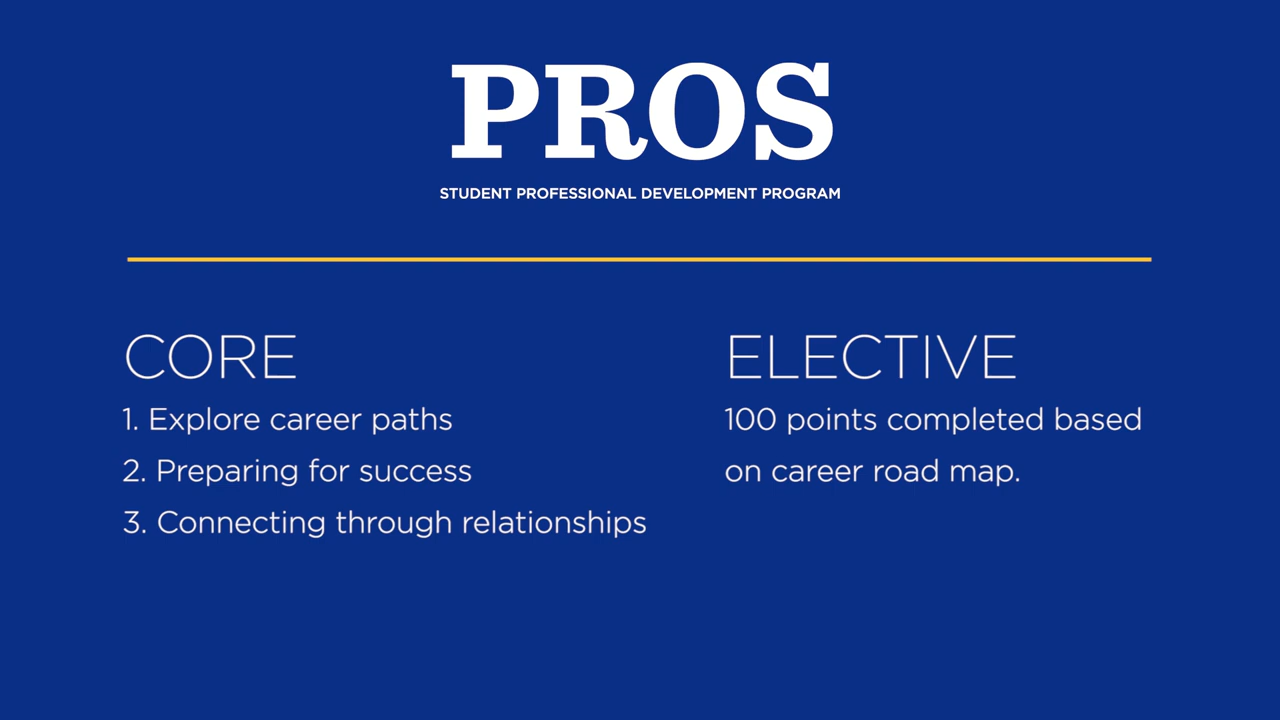 PROS
STUDENT PROFESSIONAL DEVELOPMENT PROGRAM
CORE
1. Explore career paths
2. Preparing for success
3. Connecting through relationships
ELECTIVE
100 points completed based
on career road map.